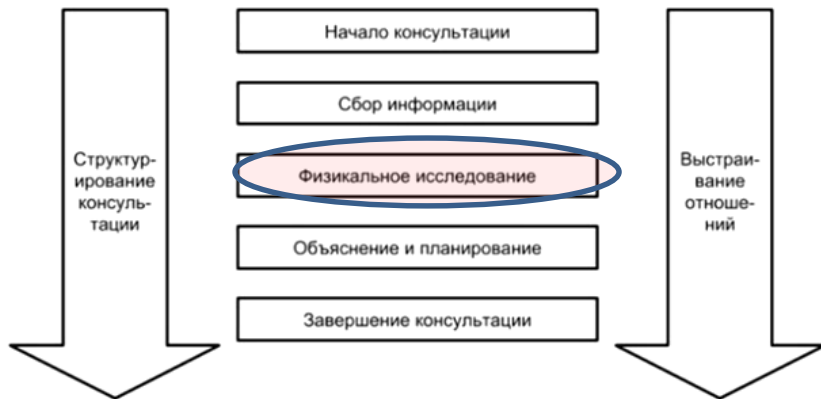 Начало консультации
Сбор информации
Физикальное исследование
Объяснение и планирование
Завершение консультации
Структур-
ирование
консуль-
тации
Выстраи-
вание
отноше-
ний